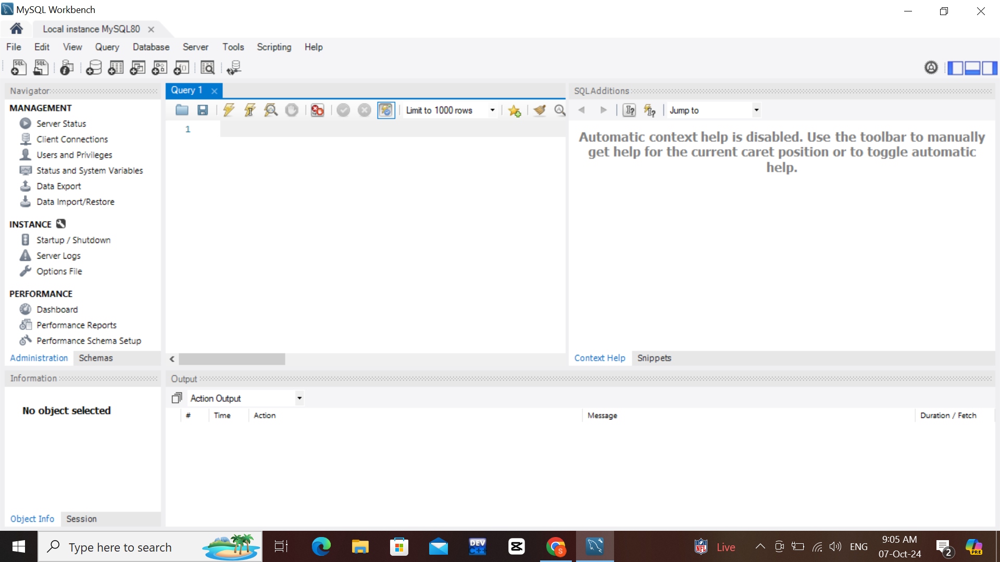 MySQL Workbench
Local instance MySQL80
File Edit View Query Database Server Tools Scripting Help
SQL SQL
Navigator
MANAGEMENT
Server Status
Client Connections
Users and Privileges
Status and System Variables
Data Export
Data Import/Restore
INSTANCE
Startup / Shutdown
Server Logs
Options File
PERFORMANCE
Dashboard
Performance Reports
Performance Schema Setup
Administration Schemas
Query 1
Limit to 1000 rows
1
SQLAdditions
Jump to
Automatic context help is disabled. Use the toolbar to manually
get help for the current caret position or to toggle automatic
help.
Context Help Snippets
Information
No object selected
Object Info Session
Output
Action Output
# Time Action Message Duration / Fetch
Type here to search
DEV
C++
S
NFL
Live
ENG
9:05 AM
07-Oct-24
2
PRE